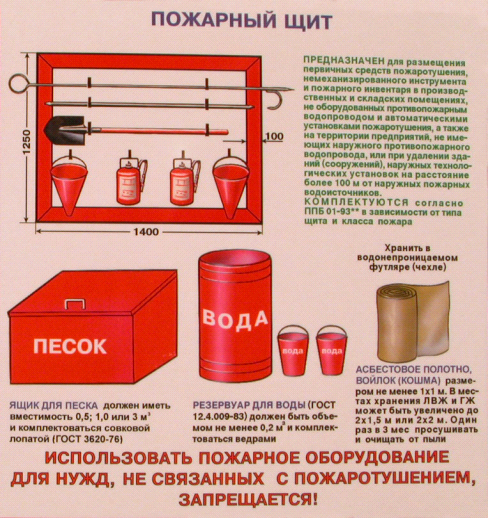 ПОЖАРНЫЙ ЩИТ
ПРЕДНАЗНАЧЕН для размещения
первичных средств пожаротушения,
немеханизированного инструмента
и пожарного инвентаря в производ-
ственных и складских помещениях,
не оборудованных противопожарным
водопроводом и автоматическими
установками пожаротушения, а также
на территории предприятий, не име-
ющих наружного противопожарного
водопровода, или при удалении зда-
ний (сооружений), наружных техноло-
гических установок на расстояние
более 100 м от наружных пожарных
водоисточников.
КОМПЛЕКТУЮТСЯ согласно
ППБ 01-93** в зависимости от типа
щита и класса пожара
1250
100
1400
Хранить в
водонепроницаемом
футляре (чехле)
ПЕСОК
ВОДА
вода
вода
ЯЩИК ДЛЯ ПЕСКА должен иметь
вместимость 0,5; 1,0 или 3 м³
и комплектоваться совковой
лопатой (ГОСТ 3620-76)
РЕЗЕРВУАР ДЛЯ ВОДЫ (ГОСТ
12.4.009-83) должен быть объе-
мом не менее 0,2 м³ и комплек-
товаться ведрами
АСБЕСТОВОЕ ПОЛОТНО,
ВОЙЛОК (КОШМА) разме-
ром не менее 1х1 м. В мес-
тах хранения ЛВЖ и ГЖ
может быть увеличено до
2х1,5 м или 2х2 м. Один
раз в 3 мес просушивать
и очищать от пыли
ИСПОЛЬЗОВАТЬ ПОЖАРНОЕ ОБОРУДОВАНИЕ
ДЛЯ НУЖД, НЕ СВЯЗАННЫХ С ПОЖАРОТУШЕНИЕМ,
ЗАПРЕЩАЕТСЯ!